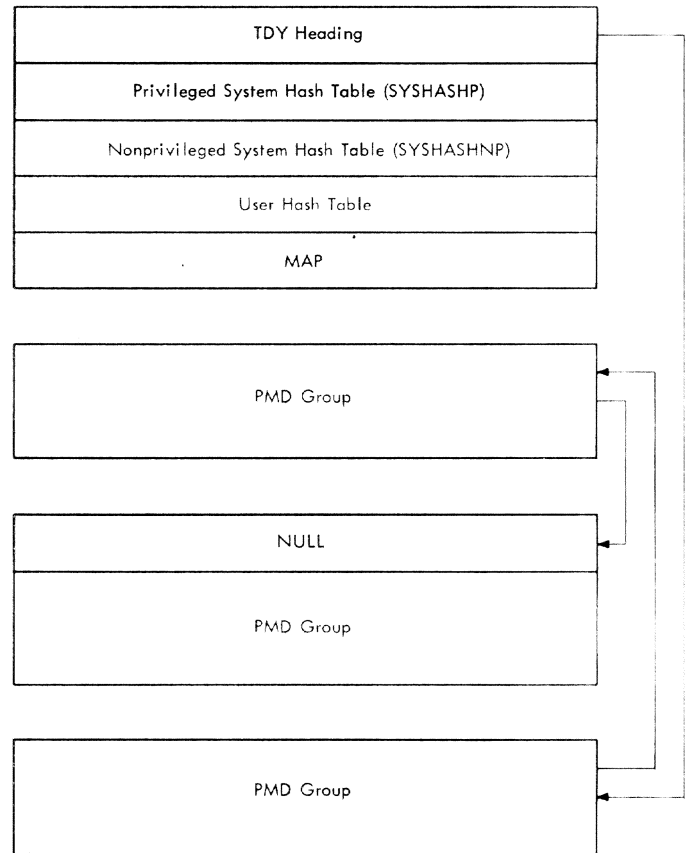 TDY Heading
Privileged System Hash Table (SYSHASHP)
Nonprivileged System Hash Table (SYSHASHNP)
User Hash Table
MAP
PMD Group
NULL
PMD Group
PMD Group